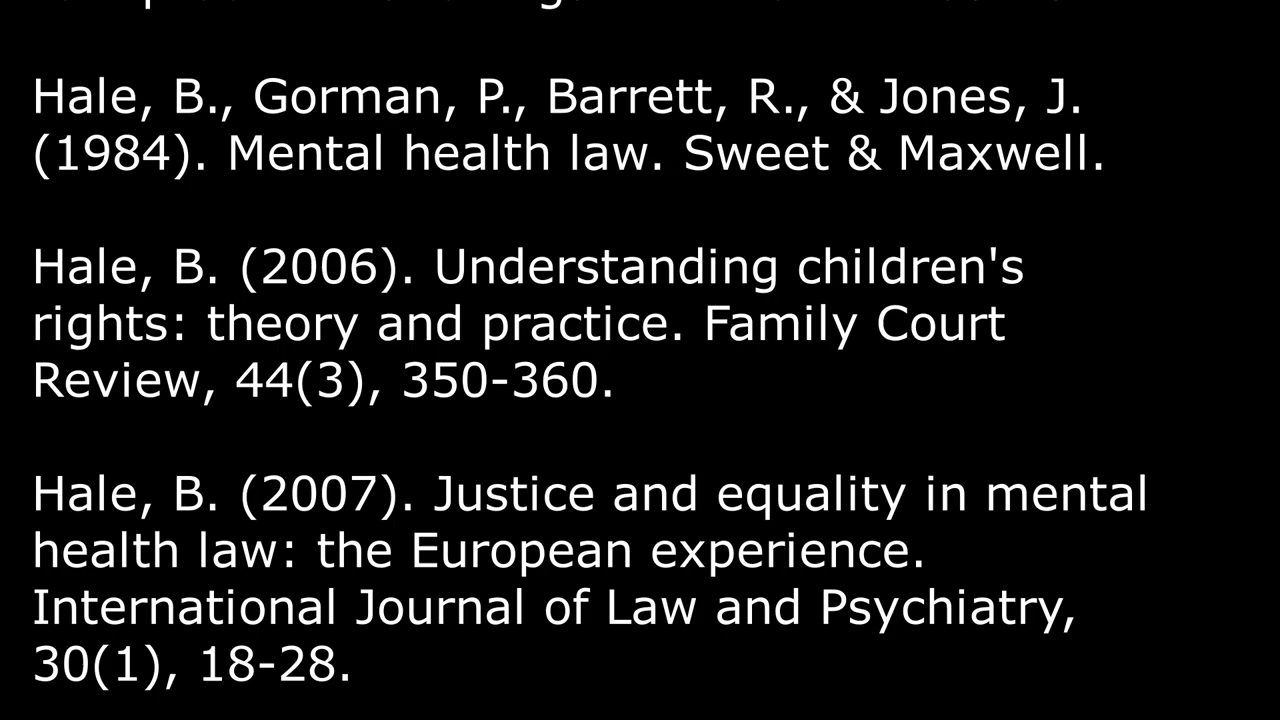 Hale, B., Gorman, P., Barrett, R., & Jones, J.
(1984). Mental health law. Sweet & Maxwell.
Hale, B. (2006). Understanding children's
rights: theory and practice. Family Court
Review, 44(3), 350-360.
Hale, B. (2007). Justice and equality in mental
health law: the European experience.
International Journal of Law and Psychiatry,
30(1), 18-28.